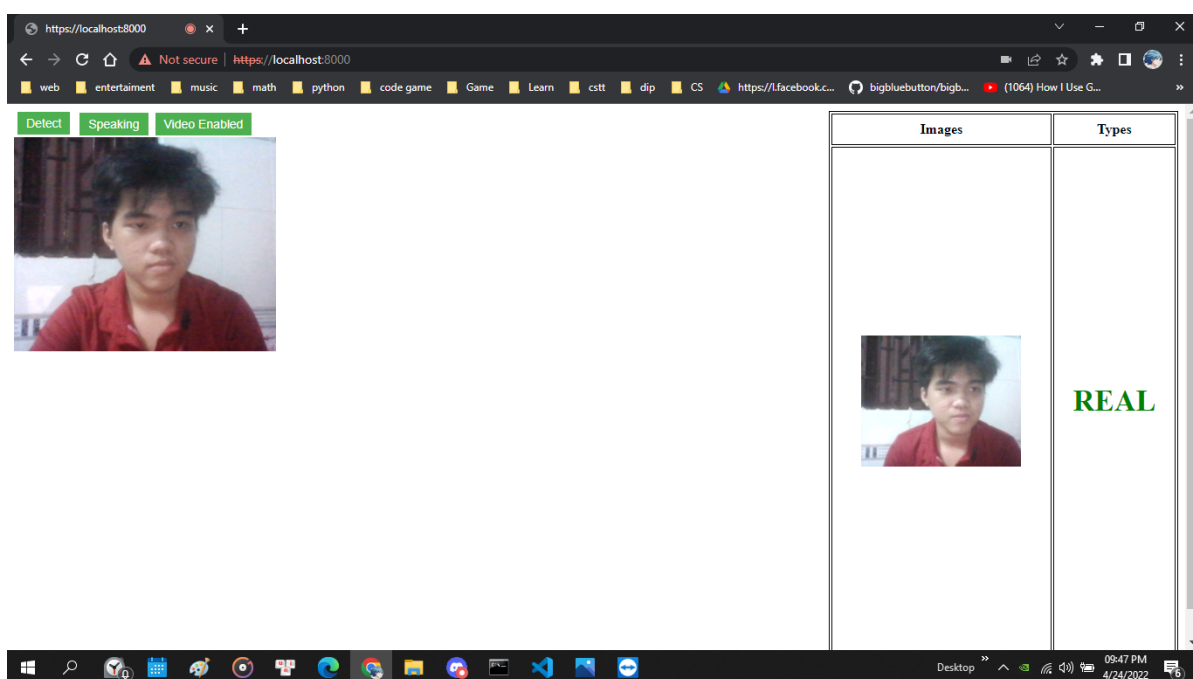 https://localhost:8000
Not secure | https://localhost:8000
web entertaiment music math python code game Game Learn cstt dip CS https://l.facebook.c... bigbluebutton/bigb... (1064) How I Use G... »
Detect Speaking Video Enabled
Images Types
REAL
Desktop » 09:47 PM
4/24/2022 6